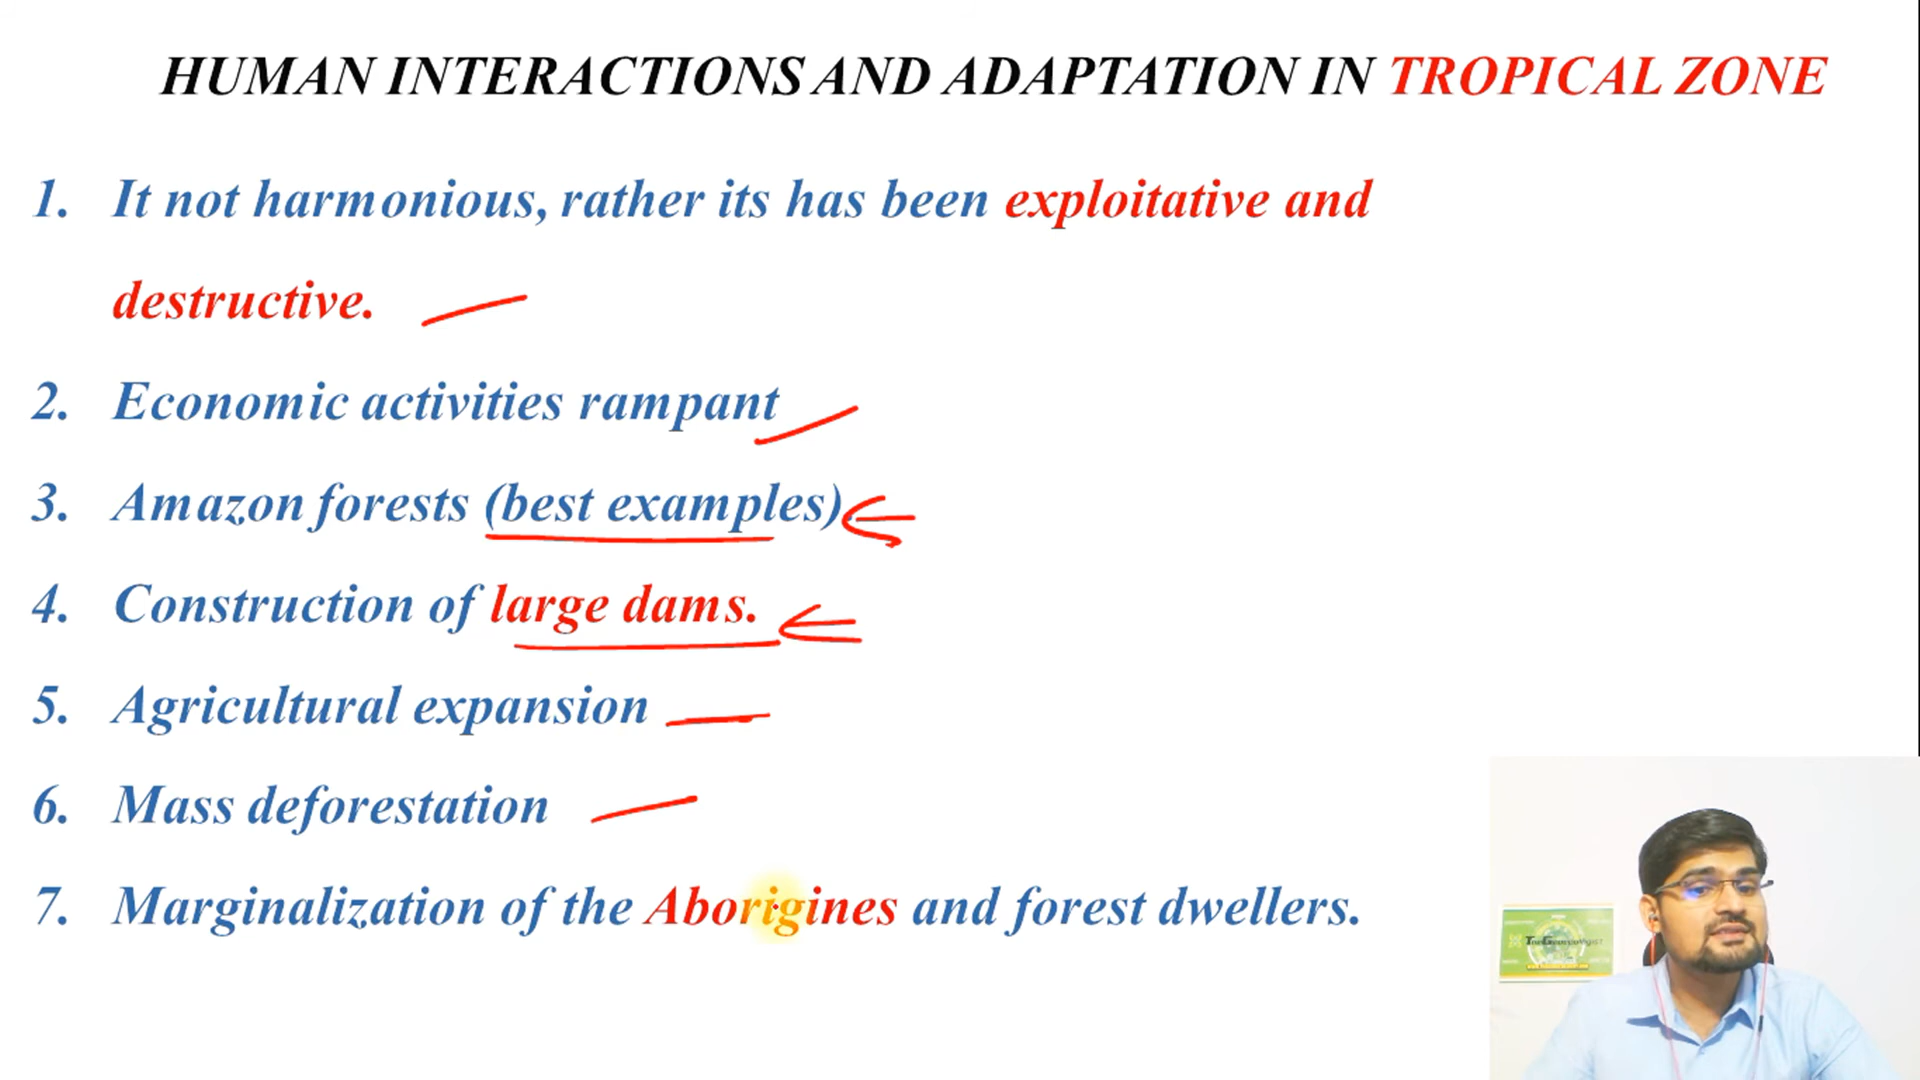 HUMAN INTERACTIONS AND ADAPTATION IN TROPICAL ZONE
1. It not harmonious, rather its has been exploitative and
destructive.
2. Economic activities rampant
3. Amazon forests (best examples)
4. Construction of large dams.
5. Agricultural expansion
6. Mass deforestation
7. Marginalization of the Aborigines and forest dwellers.